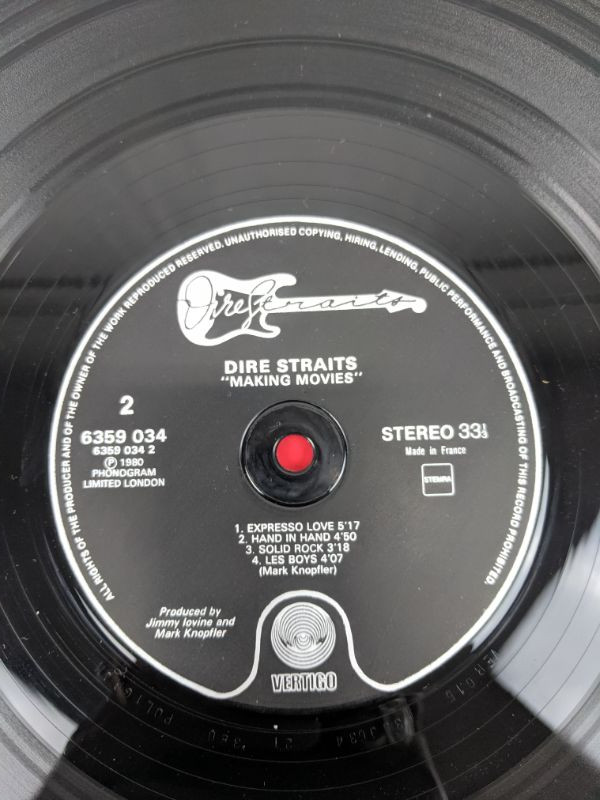 ALL RIGHTS OF THE PRODUCER AND OF THE OWNER OF THE WORK REPRODUCED RESERVED. UNAUTHORISED COPYING, HIRING, LENDING, PUBLIC PERFORMANCE AND BROADCASTING OF THIS RECORD PROHIBITED.
Dire Straits
DIRE STRAITS
"MAKING MOVIES"
2
6359 034
6359 034 2
Ⓟ 1980
PHONOGRAM
LIMITED LONDON
STEREO 33⅓
Made in France
STEMRA
1. EXPRESSO LOVE 5'17
2. HAND IN HAND 4'50
3. SOLID ROCK 3'18
4. LES BOYS 4'07
(Mark Knopfler)
Produced by
Jimmy Iovine and
Mark Knopfler
VERTIGO